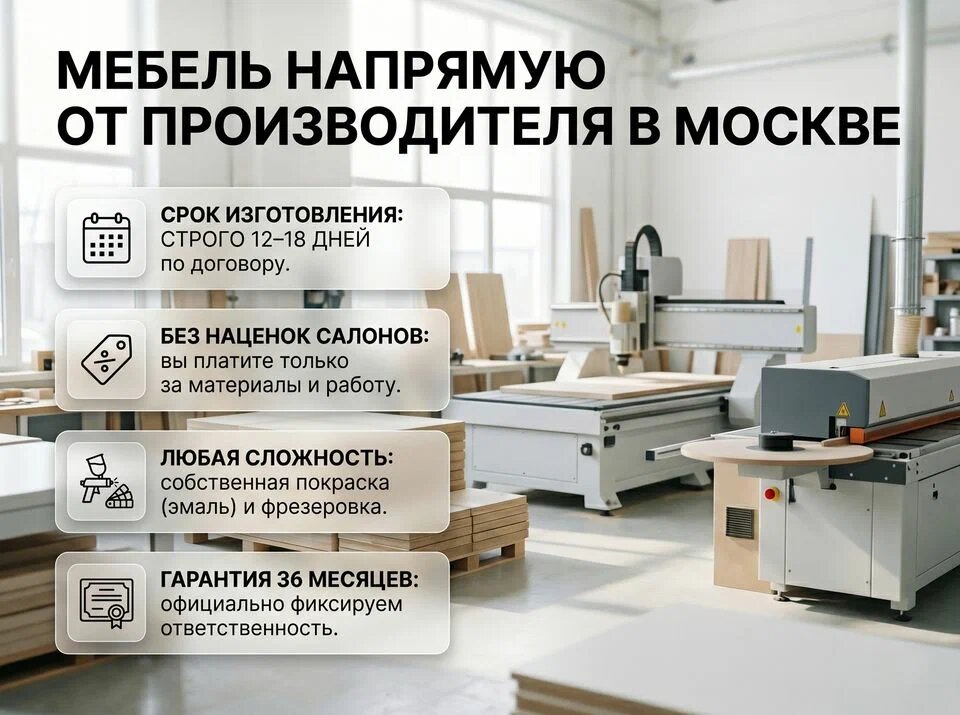 МЕБЕЛЬ НАПРЯМУЮ
ОТ ПРОИЗВОДИТЕЛЯ В МОСКВЕ
СРОК ИЗГОТОВЛЕНИЯ:
СТРОГО 12–18 ДНЕЙ
по договору.
БЕЗ НАЦЕНОК САЛОНОВ:
вы платите только
за материалы и работу.
ЛЮБАЯ СЛОЖНОСТЬ:
собственная покраска
(эмаль) и фрезеровка.
ГАРАНТИЯ 36 МЕСЯЦЕВ:
официально фиксируем
ответственность.